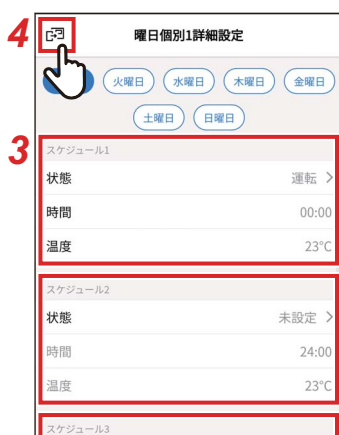 4
曜日個別1詳細設定
火曜日 水曜日 木曜日 金曜日
土曜日 日曜日
3
スケジュール1
状態 運転 >
時間 00:00
温度 23°C
スケジュール2
状態 未設定 >
時間 24:00
温度 23°C
スケジュール3